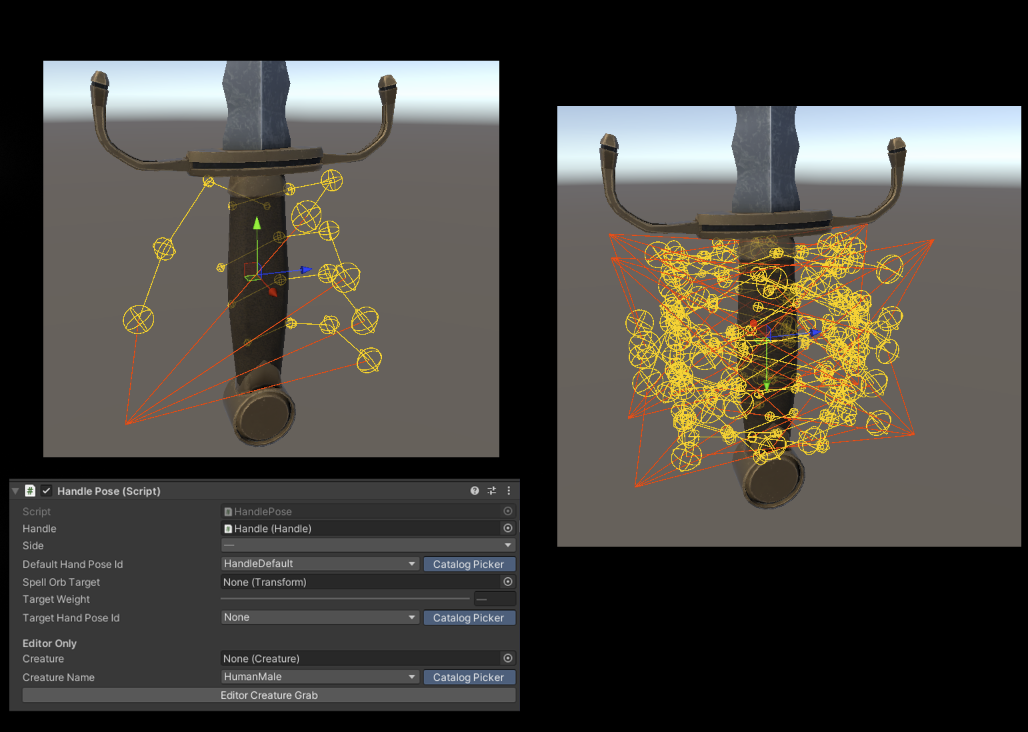 Handle Pose (Script)
Script HandlePose
Handle Handle (Handle)
Side —
Default Hand Pose Id HandleDefault Catalog Picker
Spell Orb Target None (Transform)
Target Weight —
Target Hand Pose Id None Catalog Picker
Editor Only
Creature None (Creature)
Creature Name HumanMale Catalog Picker
Editor Creature Grab